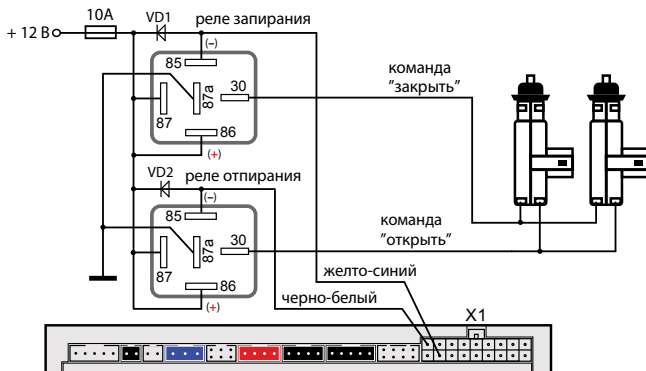 10A
+ 12 В
VD1
реле запирания
(–)
85
30
87a
87
86
(+)
команда
"закрыть"
VD2
реле отпирания
(–)
85
30
87a
87
86
(+)
команда
"открыть"
желто-синий
черно-белый
X1